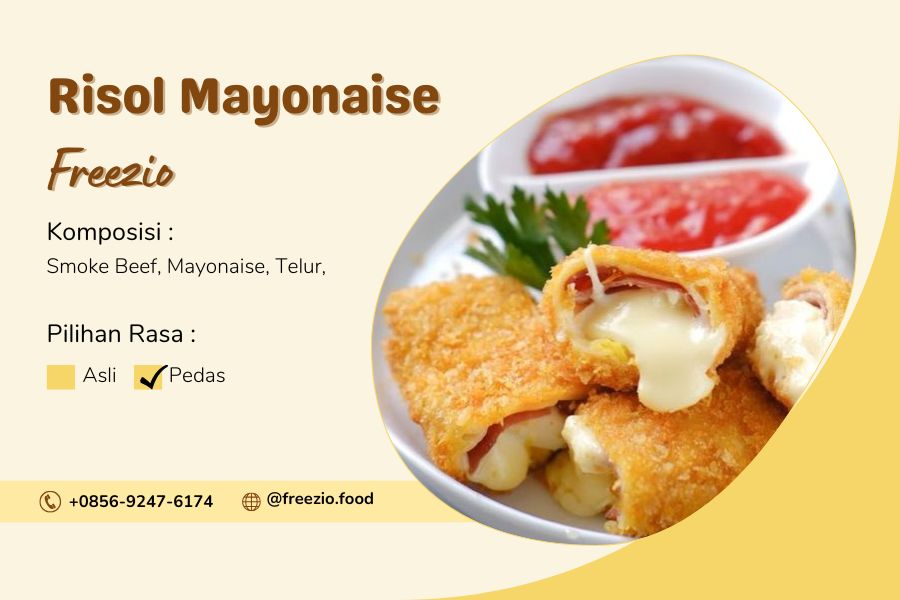 Risol Mayonaise
Freezio
Komposisi :
Smoke Beef, Mayonaise, Telur,
Pilihan Rasa :
Asli Pedas
+0856-9247-6174 @freezio.food